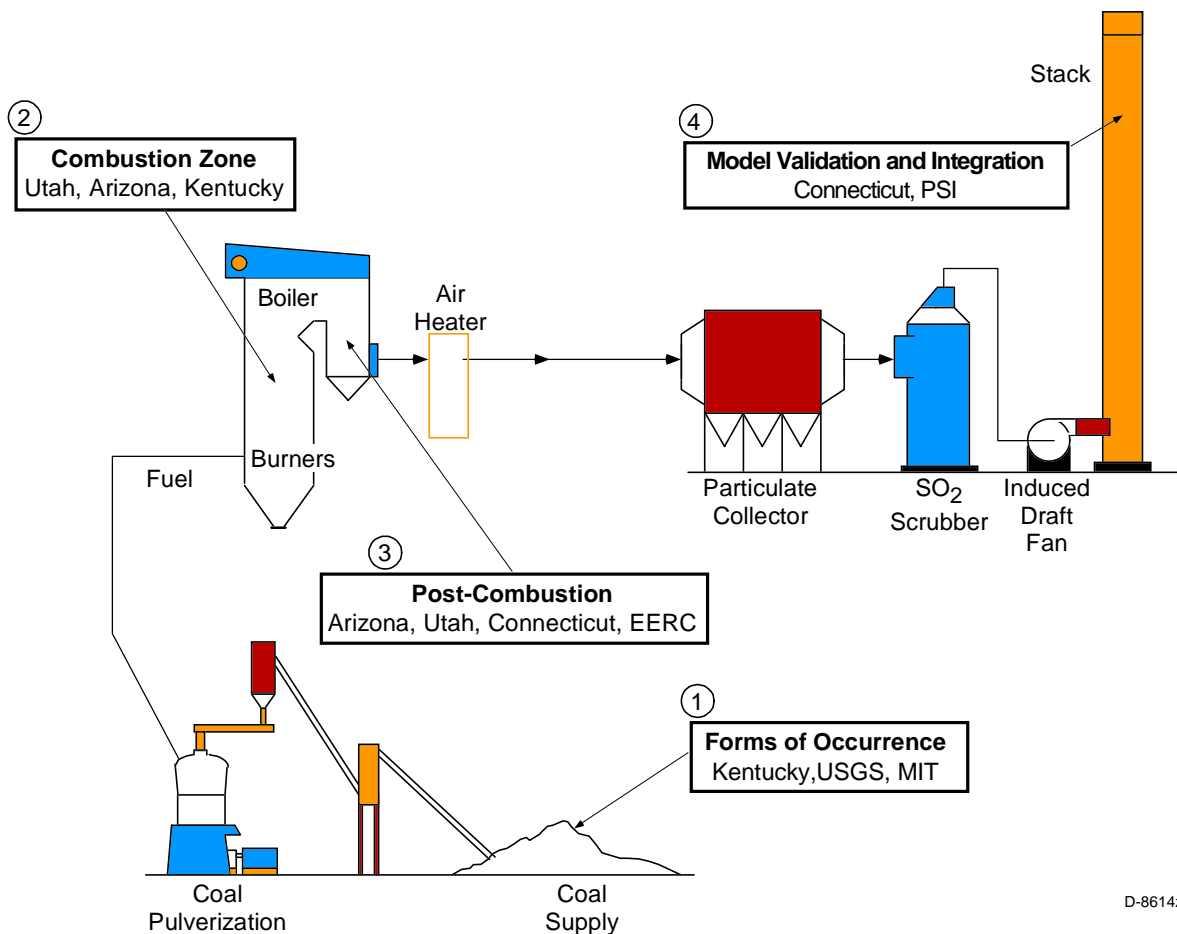 Stack
2
Combustion Zone
Utah, Arizona, Kentucky
4
Model Validation and Integration
Connecticut, PSI
Boiler
Air
Heater
Burners
Fuel
Particulate
Collector
SO2
Scrubber
Induced
Draft
Fan
3
Post-Combustion
Arizona, Utah, Connecticut, EERC
1
Forms of Occurrence
Kentucky,USGS, MIT
Coal
Pulverization
Coal
Supply
D-8614z